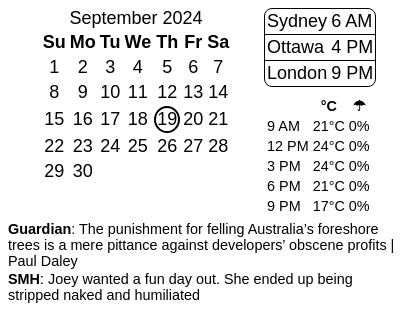 September 2024
Su Mo Tu We Th Fr Sa
1 2 3 4 5 6 7
8 9 10 11 12 13 14
15 16 17 18 19 20 21
22 23 24 25 26 27 28
29 30
Sydney 6 AM
Ottawa 4 PM
London 9 PM
°C ☂
9 AM 21°C 0%
12 PM 24°C 0%
3 PM 24°C 0%
6 PM 21°C 0%
9 PM 17°C 0%
Guardian: The punishment for felling Australia’s foreshore
trees is a mere pittance against developers’ obscene profits |
Paul Daley
SMH: Joey wanted a fun day out. She ended up being
stripped naked and humiliated